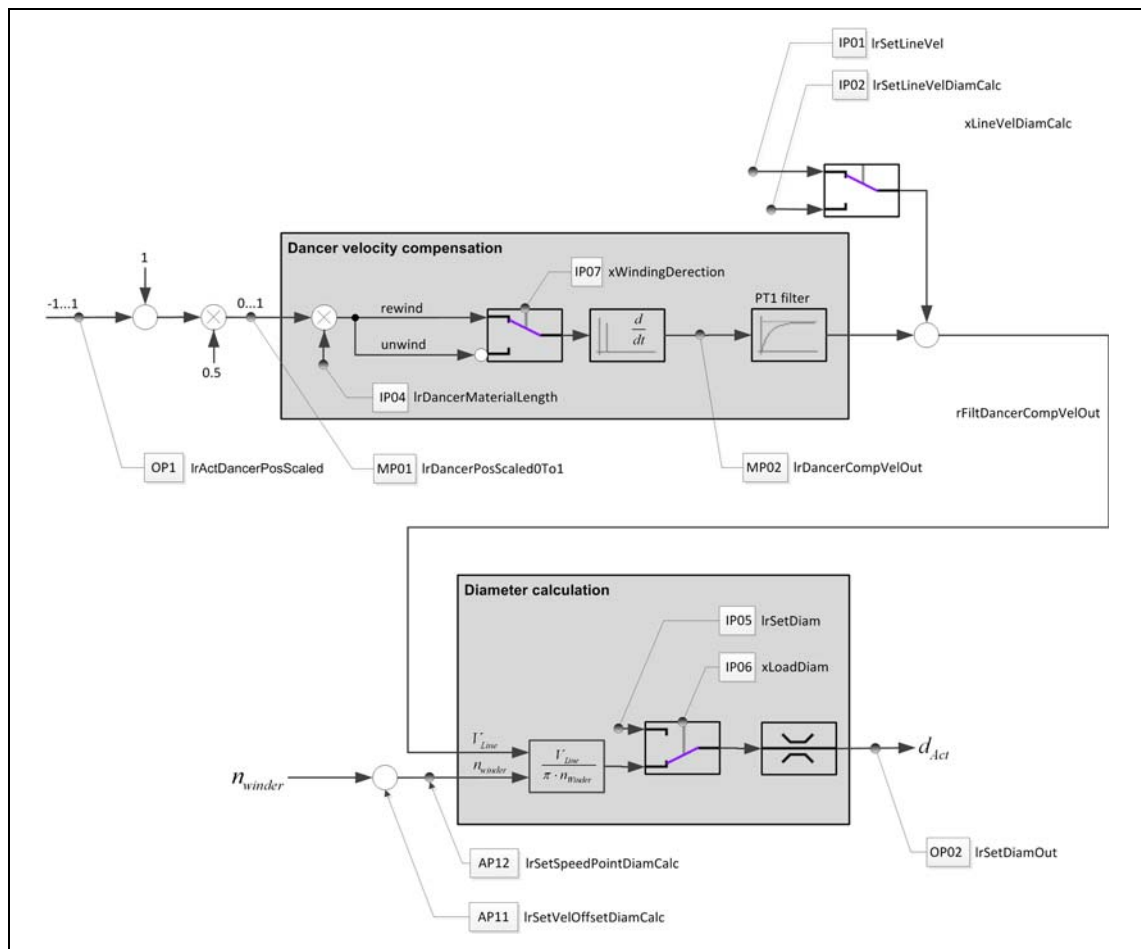 IP01 lrSetLineVel
IP02 lrSetLineVelDiamCalc
xLineVelDiamCalc
Dancer velocity compensation
IP07 xWindingDerection
1
-1...1
0...1
rewind
unwind
d
dt
PT1 filter
0.5
IP04 lrDancerMaterialLength
rFiltDancerCompVelOut
OP1 lrActDancerPosScaled
MP01 lrDancerPosScaled0To1
MP02 lrDancerCompVelOut
Diameter calculation
IP05 lrSetDiam
IP06 xLoadDiam
V_Line
n_winder
V_Line
π · n_Winder
d_Act
n_winder
AP12 lrSetSpeedPointDiamCalc
OP02 lrSetDiamOut
AP11 lrSetVelOffsetDiamCalc